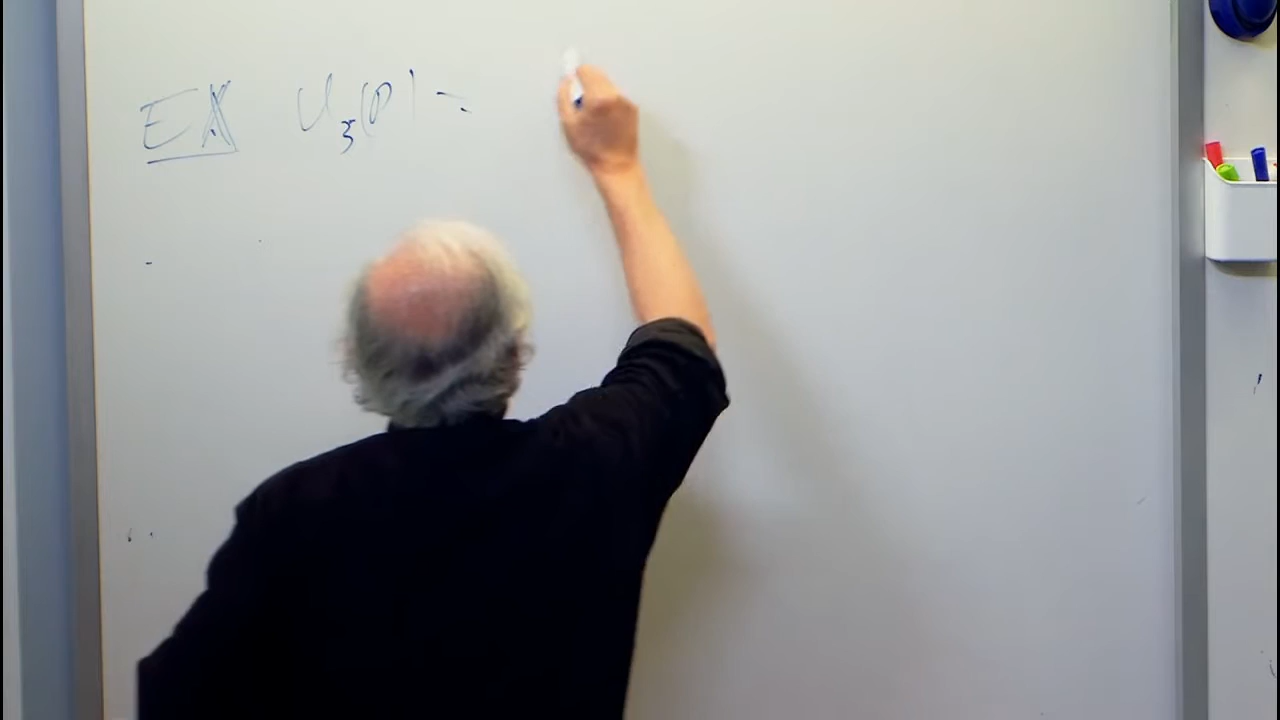 EX U₃(p) =